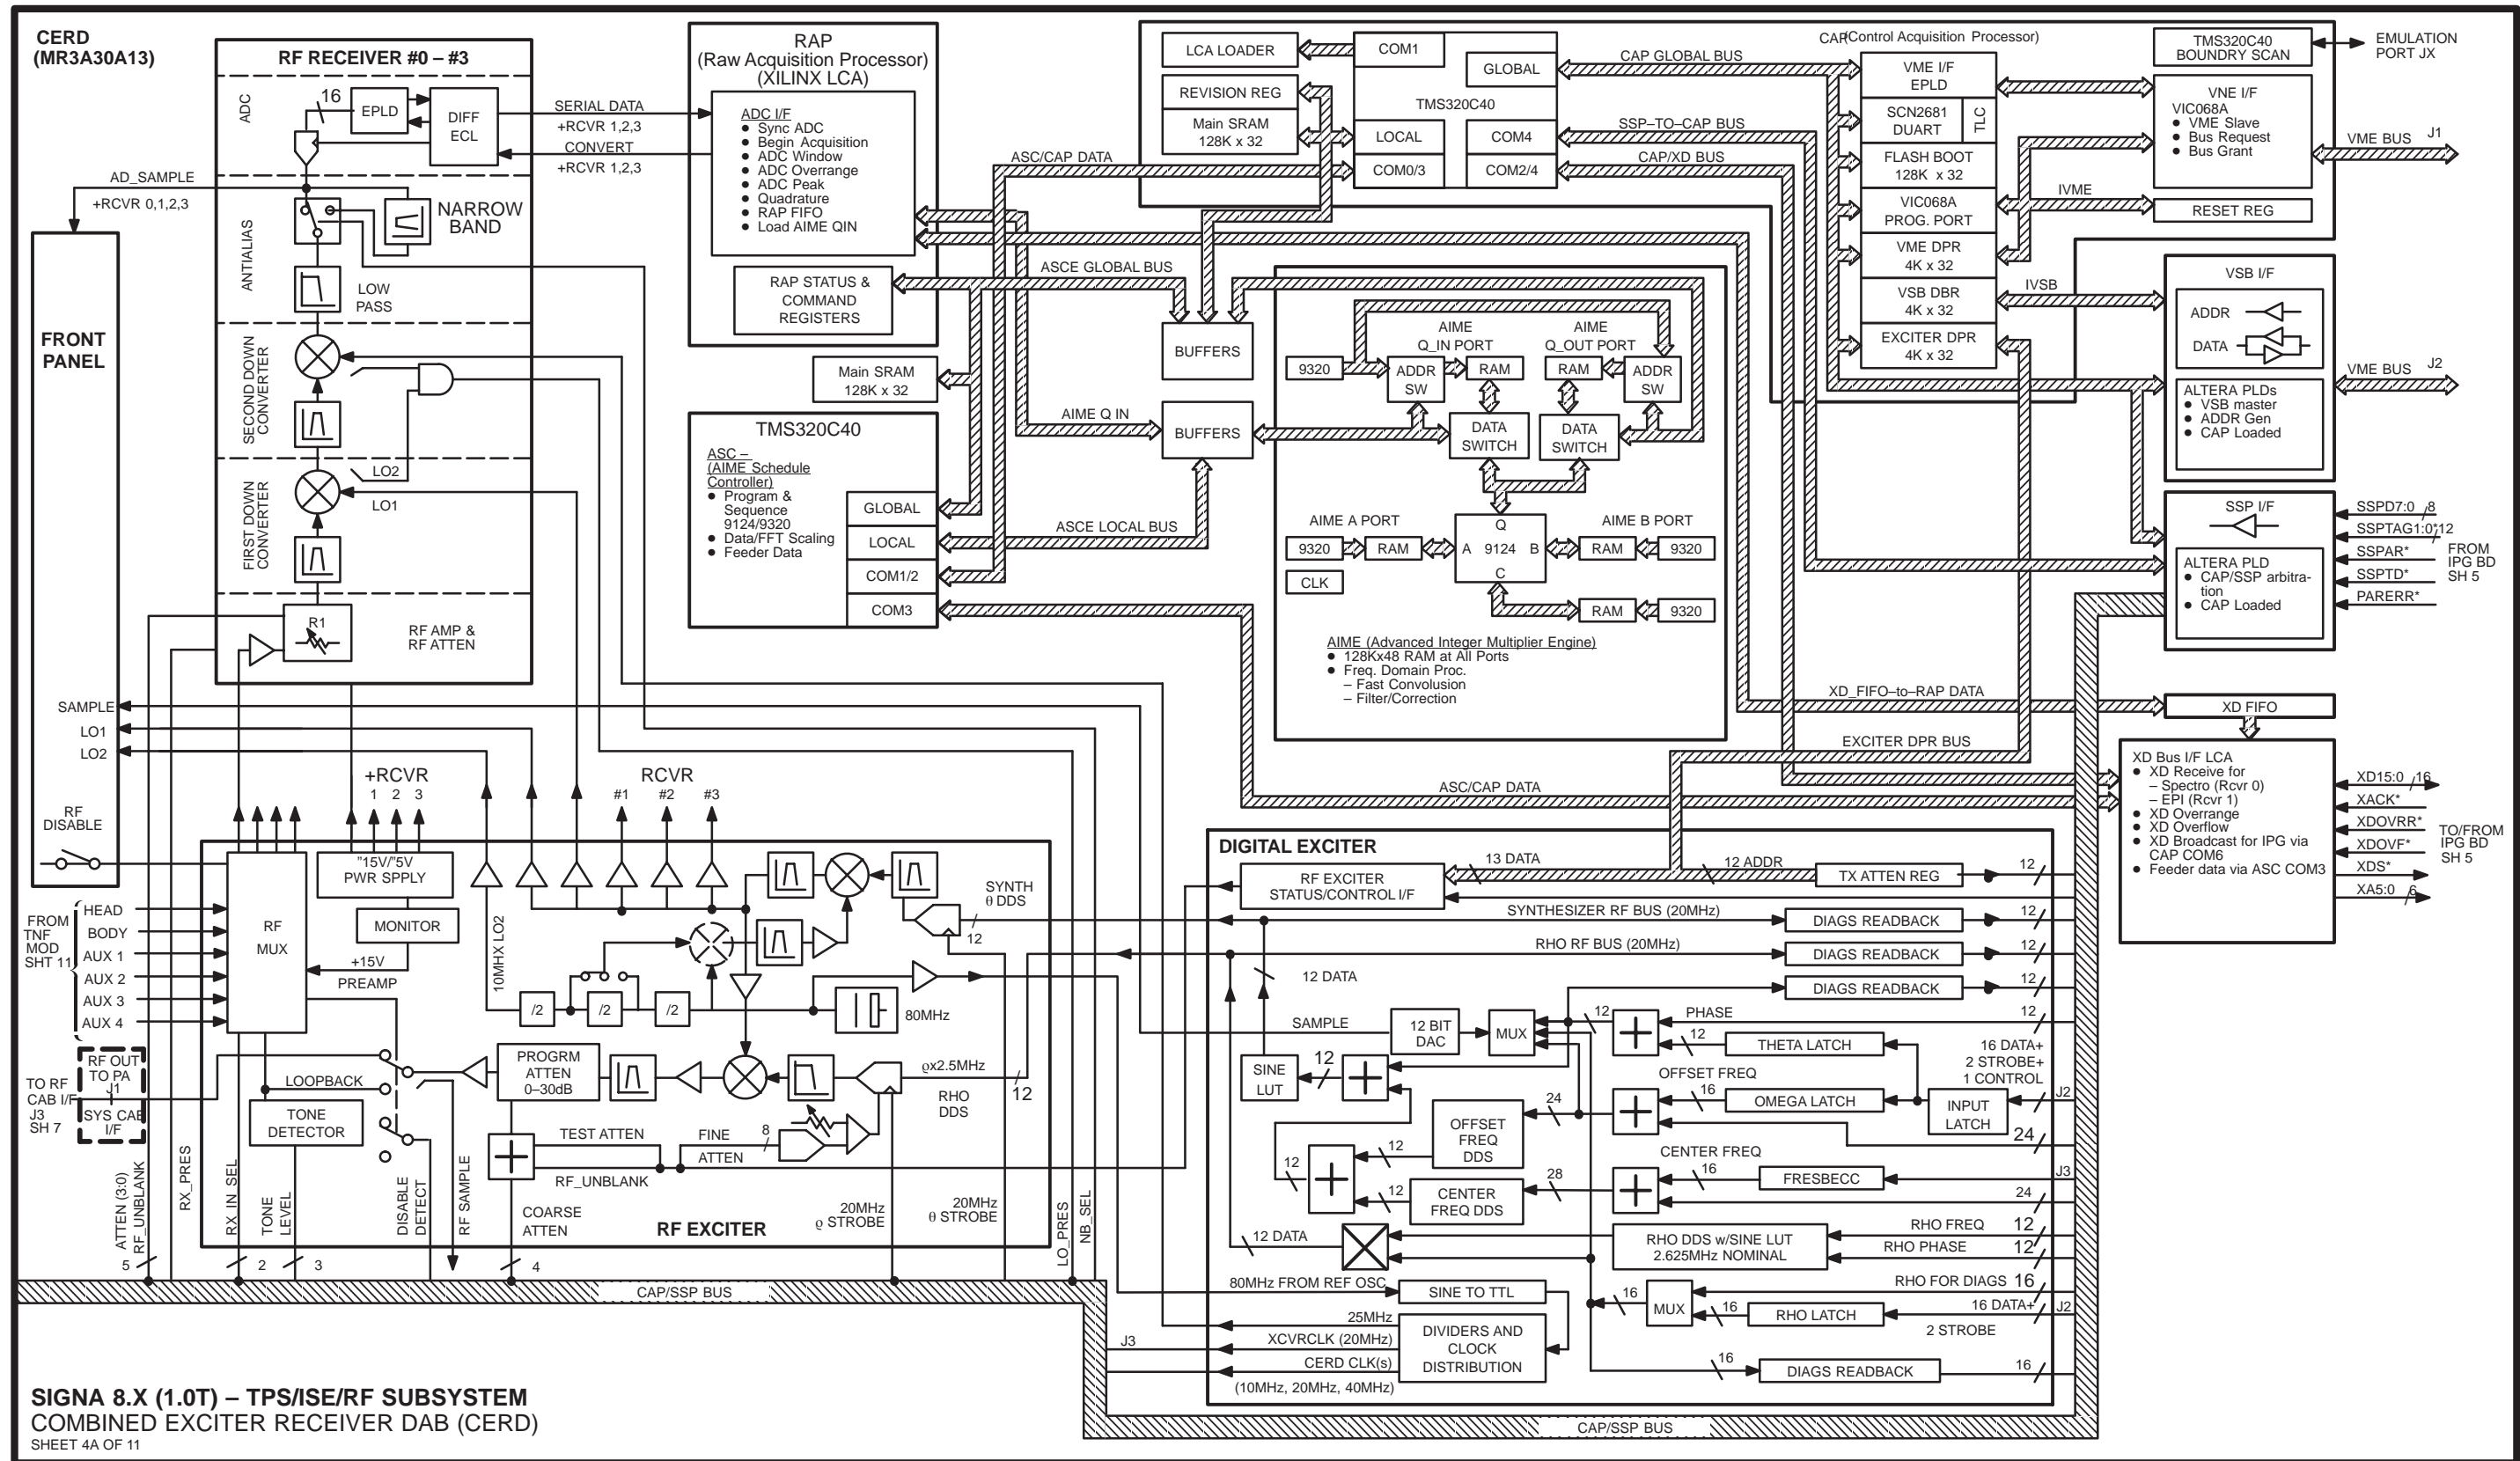 CERD
(MR3A30A13)
RF RECEIVER #0 – #3
ADC
16
EPLD
DIFF
ECL
SERIAL DATA
+RCVR 1,2,3
CONVERT
+RCVR 1,2,3
AD_SAMPLE
+RCVR 0,1,2,3
NARROW
BAND
ANTIALIAS
LOW
PASS
SECOND DOWN
CONVERTER
LO2
LO1
FIRST DOWN
CONVERTER
R1
RF AMP &
RF ATTEN
FRONT
PANEL
SAMPLE
LO1
LO2
RF
DISABLE
RAP
(Raw Acquisition Processor)
(XILINX LCA)
ADC I/F
● Sync ADC
● Begin Acquisition
● ADC Window
● ADC Overrange
● ADC Peak
● Quadrature
● RAP FIFO
● Load AIME QIN
RAP STATUS &
COMMAND
REGISTERS
Main SRAM
128K x 32
TMS320C40
ASC –
(AIME Schedule
Controller)
● Program &
Sequence
9124/9320
● Data/FFT Scaling
● Feeder Data
GLOBAL
LOCAL
COM1/2
COM3
ASC/CAP DATA
ASCE GLOBAL BUS
AIME Q IN
ASCE LOCAL BUS
BUFFERS
BUFFERS
LCA LOADER
REVISION REG
Main SRAM
128K x 32
COM1
GLOBAL
TMS320C40
LOCAL
COM4
COM0/3
COM2/4
CAP GLOBAL BUS
SSP–TO–CAP BUS
CAP/XD BUS
CAP(Control Acquisition Processor)
VME I/F
EPLD
SCN2681
DUART
TLC
FLASH BOOT
128K x 32
VIC068A
PROG. PORT
VME DPR
4K x 32
VSB DBR
4K x 32
EXCITER DPR
4K x 32
TMS320C40
BOUNDRY SCAN
EMULATION
PORT JX
VNE I/F
VIC068A
● VME Slave
● Bus Request
● Bus Grant
VME BUS
J1
IVME
RESET REG
IVSB
VSB I/F
ADDR
DATA
ALTERA PLDs
● VSB master
● ADDR Gen
● CAP Loaded
VME BUS
J2
SSP I/F
ALTERA PLD
● CAP/SSP arbitra-
tion
● CAP Loaded
SSPD7:0
8
SSPTAG1:0*
12
SSPAR*
SSPTD*
PARERR*
FROM
IPG BD
SH 5
AIME
Q_IN PORT
AIME
Q_OUT PORT
9320
ADDR
SW
RAM
RAM
ADDR
SW
DATA
SWITCH
DATA
SWITCH
AIME A PORT
AIME B PORT
9320
RAM
Q
A 9124 B
C
RAM
9320
CLK
RAM
9320
AIME (Advanced Integer Multiplier Engine)
● 128Kx48 RAM at All Ports
● Freq. Domain Proc.
– Fast Convolusion
– Filter/Correction
XD_FIFO–to–RAP DATA
EXCITER DPR BUS
ASC/CAP DATA
XD FIFO
XD Bus I/F LCA
● XD Receive for
– Spectro (Rcvr 0)
– EPI (Rcvr 1)
● XD Overrange
● XD Overflow
● XD Broadcast for IPG via
CAP COM6
● Feeder data via ASC COM3
XD15:0
16
XACK*
XDOVRR*
XDOVF*
XDS*
XA5:0
6
TO/FROM
IPG BD
SH 5
+RCVR
1 2 3
RCVR
#1 #2 #3
"15V/"5V
PWR SPPLY
MONITOR
+15V
PREAMP
RF
MUX
FROM
TNF
MOD
SHT 11
HEAD
BODY
AUX 1
AUX 2
AUX 3
AUX 4
10MHX LO2
/2
/2
/2
80MHz
SYNTH
θ DDS
12
RF OUT
TO PA
J1
SYS CAB
I/F
TO RF
CAB I/F
J3
SH 7
LOOPBACK
TONE
DETECTOR
PROGRM
ATTEN
0–30dB
ρx2.5MHz
RHO
DDS
12
TEST ATTEN
FINE
ATTEN
8
RF_UNBLANK
COARSE
ATTEN
RF EXCITER
20MHz
ρ STROBE
20MHz
θ STROBE
ATTEN (3:0)
RF_UNBLANK
RX_PRES
RX IN SEL
TONE
LEVEL
DISABLE
DETECT
RF SAMPLE
LO_PRES
NB_SEL
5
2
3
4
CAP/SSP BUS
DIGITAL EXCITER
RF EXCITER
STATUS/CONTROL I/F
13 DATA
12 ADDR
TX ATTEN REG
12
SYNTHESIZER RF BUS (20MHz)
DIAGS READBACK
12
RHO RF BUS (20MHz)
DIAGS READBACK
12
12 DATA
DIAGS READBACK
12
SAMPLE
12 BIT
DAC
MUX
12
PHASE
12
THETA LATCH
12
16 DATA+
2 STROBE+
1 CONTROL
SINE
LUT
12
OFFSET FREQ
16
OMEGA LATCH
INPUT
LATCH
J2
OFFSET
FREQ
DDS
24
24
12
12
CENTER FREQ
16
FRESBECC
J3
CENTER
FREQ DDS
28
12
24
12 DATA
RHO DDS w/SINE LUT
2.625MHz NOMINAL
RHO FREQ
12
RHO PHASE
12
80MHz FROM REF OSC
SINE TO TTL
RHO FOR DIAGS
16
16
MUX
16
RHO LATCH
16 DATA+
J2
2 STROBE
25MHz
XCVRCLK (20MHz)
J3
CERD CLK(s)
(10MHz, 20MHz, 40MHz)
DIVIDERS AND
CLOCK
DISTRIBUTION
16
DIAGS READBACK
16
CAP/SSP BUS
SIGNA 8.X (1.0T) – TPS/ISE/RF SUBSYSTEM
COMBINED EXCITER RECEIVER DAB (CERD)
SHEET 4A OF 11